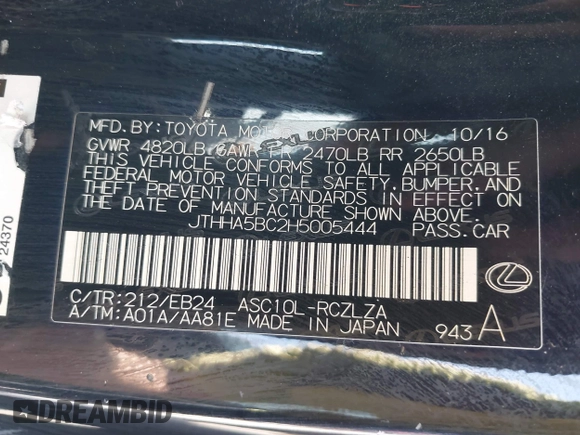 MFD.BY:TOYOTA MOTOR CORPORATION 10/16
GVWR 4820LB GAWR FR 2470LB RR 2650LB
THIS VEHICLE CONFORMS TO ALL APPLICABLE
FEDERAL MOTOR VEHICLE SAFETY,BUMPER,AND
THEFT PREVENTION STANDARDS IN EFFECT ON
THE DATE OF MANUFACTURE SHOWN ABOVE.
JTHHA5BC2H5005444 PASS.CAR
C/TR:212/EB24 ASC10L-RCZLZA
A/TM:A01A/AA81E MADE IN JAPAN 943 A
24370
DREAMBID